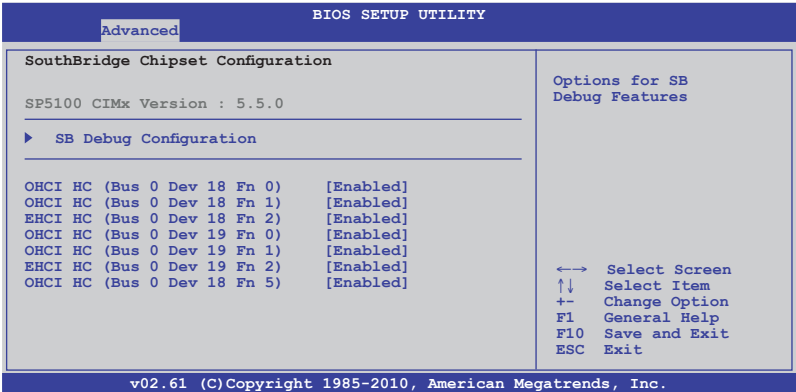 BIOS SETUP UTILITY
Advanced
SouthBridge Chipset Configuration
SP5100 CIMx Version : 5.5.0
SB Debug Configuration
OHCI HC (Bus 0 Dev 18 Fn 0) [Enabled]
OHCI HC (Bus 0 Dev 18 Fn 1) [Enabled]
EHCI HC (Bus 0 Dev 18 Fn 2) [Enabled]
OHCI HC (Bus 0 Dev 19 Fn 0) [Enabled]
OHCI HC (Bus 0 Dev 19 Fn 1) [Enabled]
EHCI HC (Bus 0 Dev 19 Fn 2) [Enabled]
OHCI HC (Bus 0 Dev 18 Fn 5) [Enabled]
Options for SB
Debug Features
←→ Select Screen
↑↓ Select Item
+- Change Option
F1 General Help
F10 Save and Exit
ESC Exit
v02.61 (C)Copyright 1985-2010, American Megatrends, Inc.